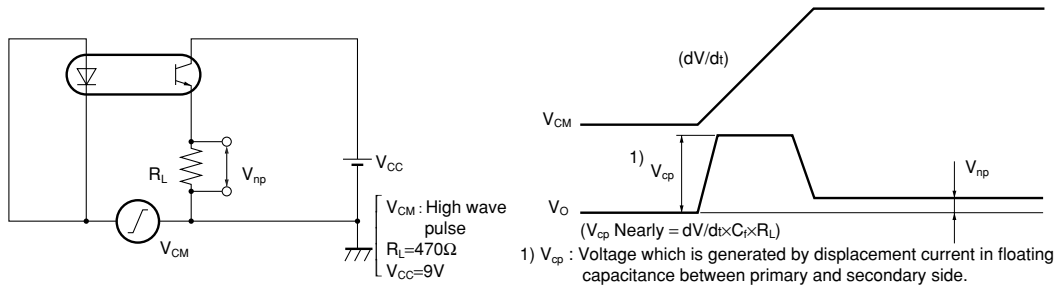 R_L
V_np
V_CC
V_CM
V_CM : High wave
pulse
R_L=470Ω
V_CC=9V
(dV/dt)
V_CM
1) V_cp
V_np
V_O
(V_cp Nearly = dV/dt×C_f×R_L)
1) V_cp : Voltage which is generated by displacement current in floating
capacitance between primary and secondary side.